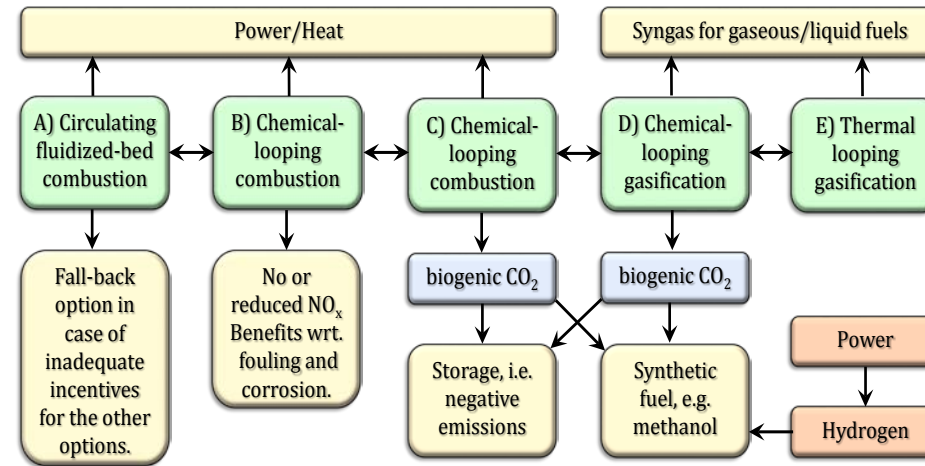 Power/Heat
Syngas for gaseous/liquid fuels
A) Circulating
fluidized-bed
combustion
B) Chemical-
looping
combustion
C) Chemical-
looping
combustion
D) Chemical-
looping
gasification
E) Thermal
looping
gasification
Fall-back
option in
case of
inadequate
incentives
for the other
options.
No or
reduced NOₓ
Benefits wrt.
fouling and
corrosion.
biogenic CO₂
biogenic CO₂
Storage, i.e.
negative
emissions
Synthetic
fuel, e.g.
methanol
Power
Hydrogen